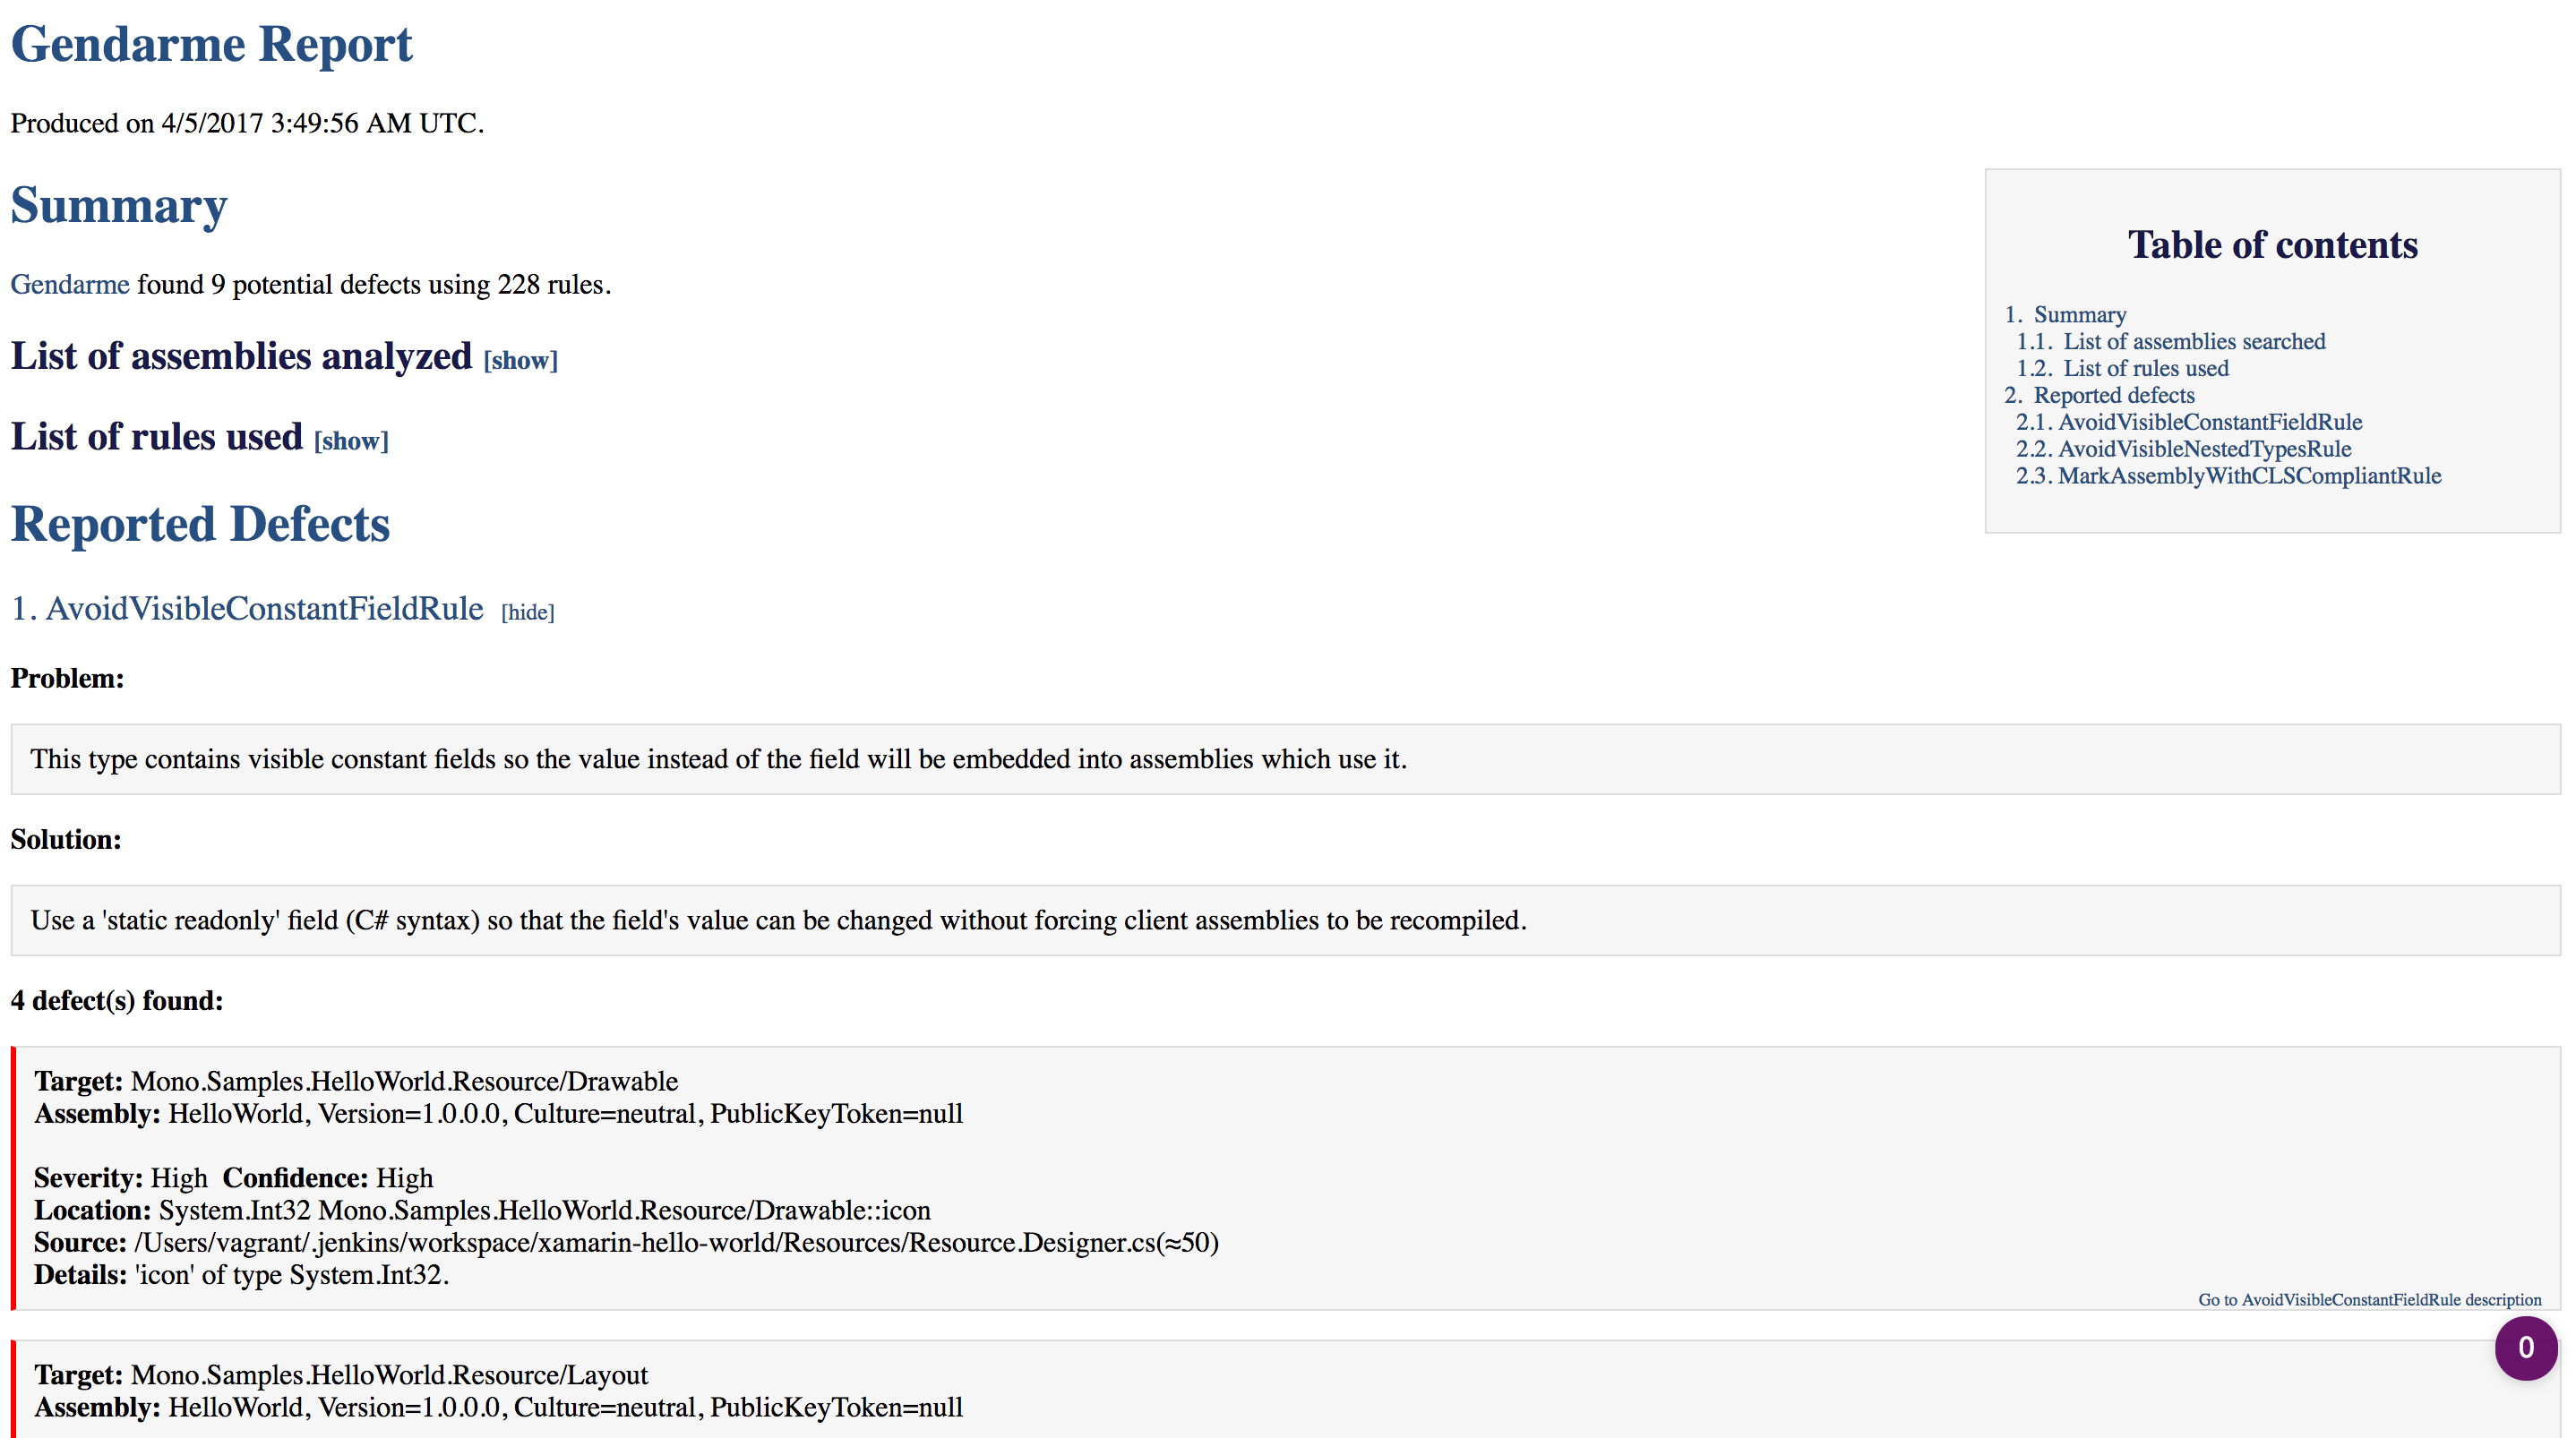 Gendarme Report
Produced on 4/5/2017 3:49:56 AM UTC.
Summary
Gendarme found 9 potential defects using 228 rules.
List of assemblies analyzed [show]
List of rules used [show]
Table of contents
1. Summary
1.1. List of assemblies searched
1.2. List of rules used
2. Reported defects
2.1. AvoidVisibleConstantFieldRule
2.2. AvoidVisibleNestedTypesRule
2.3. MarkAssemblyWithCLSCompliantRule
Reported Defects
1. AvoidVisibleConstantFieldRule [hide]
Problem:
This type contains visible constant fields so the value instead of the field will be embedded into assemblies which use it.
Solution:
Use a 'static readonly' field (C# syntax) so that the field's value can be changed without forcing client assemblies to be recompiled.
4 defect(s) found:
Target: Mono.Samples.HelloWorld.Resource/Drawable
Assembly: HelloWorld, Version=1.0.0.0, Culture=neutral, PublicKeyToken=null
Severity: High Confidence: High
Location: System.Int32 Mono.Samples.HelloWorld.Resource/Drawable::icon
Source: /Users/vagrant/.jenkins/workspace/xamarin-hello-world/Resources/Resource.Designer.cs(≈50)
Details: 'icon' of type System.Int32.
Go to AvoidVisibleConstantFieldRule description
0
Target: Mono.Samples.HelloWorld.Resource/Layout
Assembly: HelloWorld, Version=1.0.0.0, Culture=neutral, PublicKeyToken=null